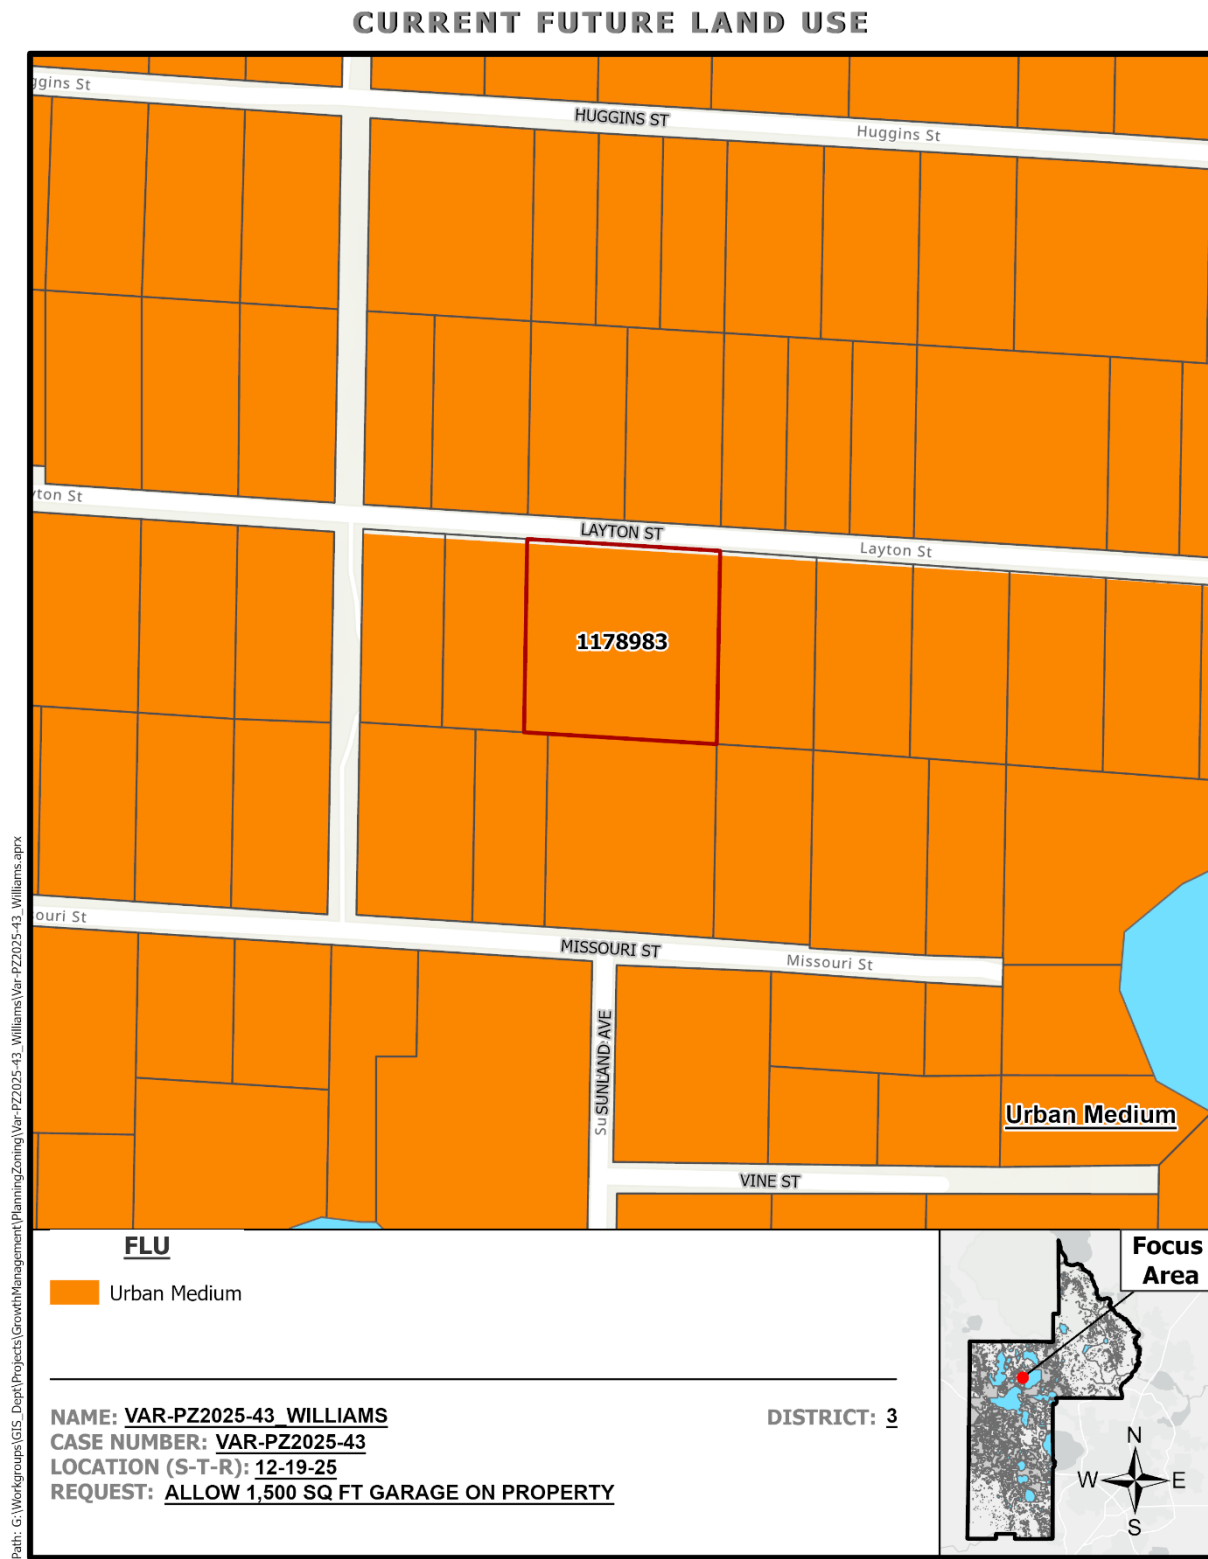 CURRENT FUTURE LAND USE
ggins St
HUGGINS ST
Huggins St
yton St
LAYTON ST
Layton St
1178983
ouri St
MISSOURI ST
Missouri St
SUNLAND AVE
Su
Urban Medium
VINE ST
FLU
Urban Medium
Focus
Area
NAME: VAR-PZ2025-43_WILLIAMS
DISTRICT: 3
CASE NUMBER: VAR-PZ2025-43
LOCATION (S-T-R): 12-19-25
REQUEST: ALLOW 1,500 SQ FT GARAGE ON PROPERTY
N
W E
S
Path: G:\Workgroups\GIS_Dept\Projects\GrowthManagement\PlanningZoning\Var-PZ2025-43_Williams\Var-PZ2025-43_Williams.aprx